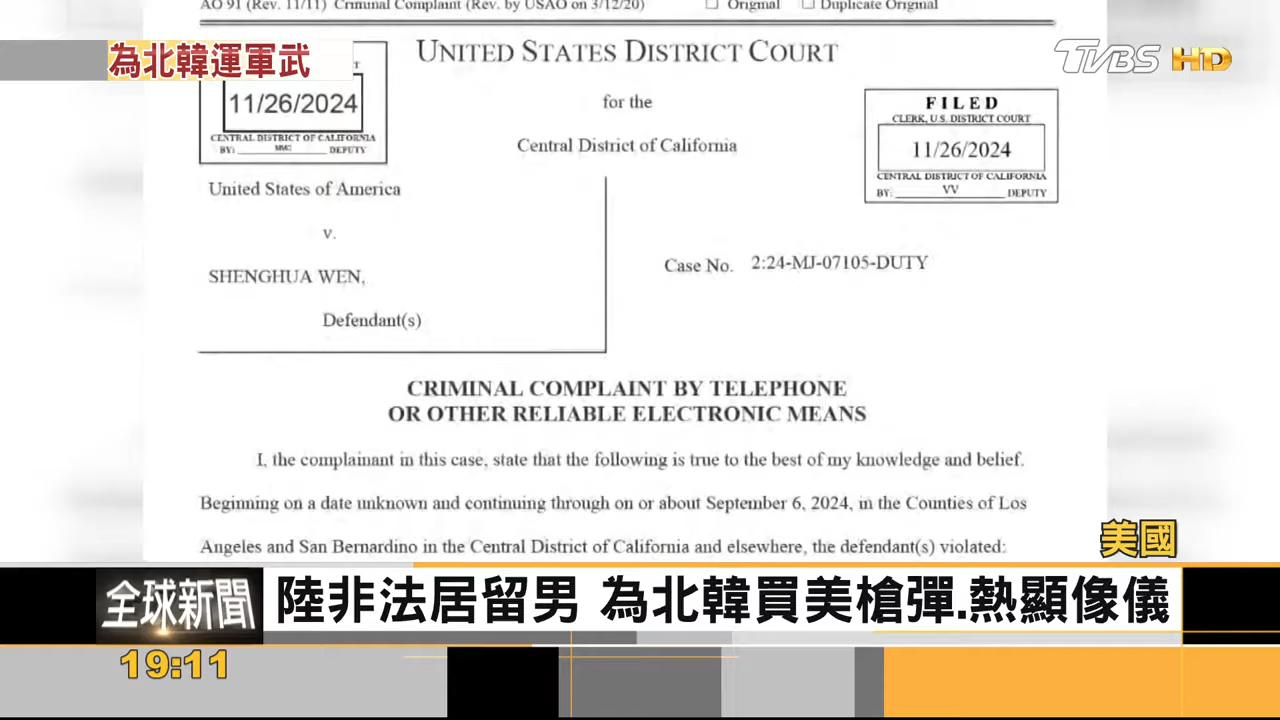 AO 91 (Rev. 11/11) Criminal Complaint (Rev. by USAO on 3/12/20) ☐ Original ☐ Duplicate Original
為北韓運軍武
TVBS HD
UNITED STATES DISTRICT COURT
for the
Central District of California
11/26/2024
CENTRAL DISTRICT OF CALIFORNIA
BY: MMC DEPUTY
FILED
CLERK, U.S. DISTRICT COURT
11/26/2024
CENTRAL DISTRICT OF CALIFORNIA
BY: VV DEPUTY
United States of America
v.
SHENGHUA WEN,
Defendant(s)
Case No. 2:24-MJ-07105-DUTY
CRIMINAL COMPLAINT BY TELEPHONE
OR OTHER RELIABLE ELECTRONIC MEANS
I, the complainant in this case, state that the following is true to the best of my knowledge and belief.
Beginning on a date unknown and continuing through on or about September 6, 2024, in the Counties of Los
Angeles and San Bernardino in the Central District of California and elsewhere, the defendant(s) violated:
美國
全球新聞
陸非法居留男 為北韓買美槍彈.熱顯像儀
19:11